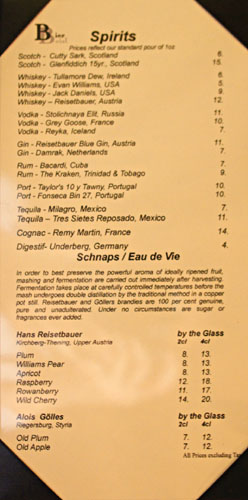 Spirits
Prices reflect our standard pour of 1oz
Scotch - Cutty Sark, Scotland 8.
Scotch - Glenfiddich 15yr., Scotland 15.
Whiskey - Tullamore Dew, Ireland 6.
Whiskey - Evan Williams, USA 5.
Whiskey - Jack Daniels, USA 9.
Whiskey – Reisetbauer, Austria 12.
Vodka - Stolichnaya Elit, Russia 11.
Vodka - Grey Goose, France 10.
Vodka - Reyka, Iceland 7.
Gin - Reisetbauer Blue Gin, Austria 11.
Gin - Damrak, Netherlands 7.
Rum - Bacardi, Cuba 7.
Rum - The Kraken, Trinidad & Tobago 9.
Port - Taylor's 10 y Tawny, Portugal 10.
Port - Fonseca Bin 27, Portugal 10.
Tequila - Milagro, Mexico 7.
Tequila – Tres Sietes Reposado, Mexico 11.
Cognac - Remy Martin, France 14.
Digestif- Underberg, Germany 4.
Schnaps / Eau de Vie
In order to best preserve the powerful aroma of ideally ripened fruit,
mashing and fermentation are carried out immediately after harvesting.
Fermentation takes place at carefully controlled temperatures before the
mash undergoes double distillation by the traditional method in a copper
pot still. Reisetbauer and Göllers brandies are 100 per cent genuine,
pure and unadulterated. Under no circumstances are sugar or
fragrances ever added.
Hans Reisetbauer by the Glass
Kirchberg-Thening, Upper Austria 2cl 4cl
Plum 8. 13.
Williams Pear 8. 13.
Apricot 8. 13.
Raspberry 12. 18.
Rowanberry 11. 17.
Wild Cherry 14. 20.
Alois Gölles by the Glass
Riegersburg, Styria 2cl 4cl
Old Plum 7. 12.
Old Apple 7. 12.
All Prices excluding